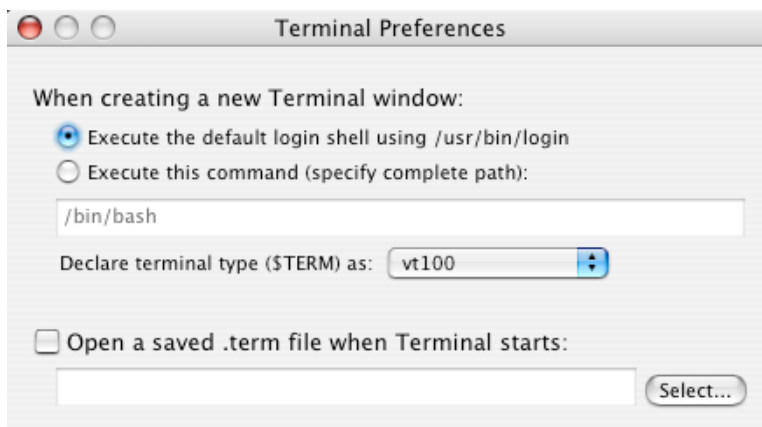 Terminal Preferences
When creating a new Terminal window:
Execute the default login shell using /usr/bin/login
Execute this command (specify complete path):
/bin/bash
Declare terminal type ($TERM) as: vt100
Open a saved .term file when Terminal starts:
Select...